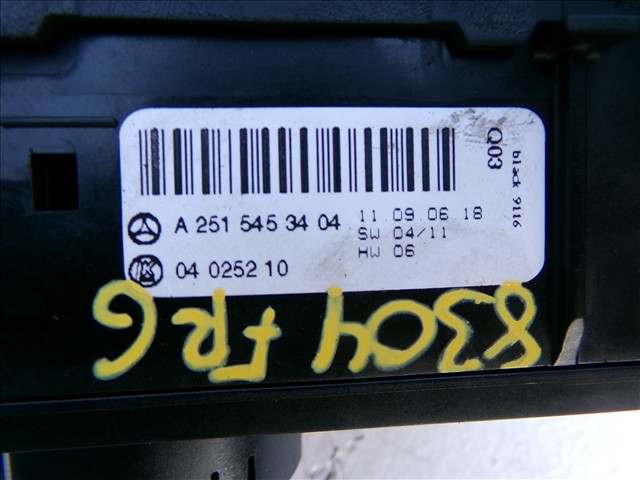 A 251 545 34 04
11.09.06 18
SW 04/11
HW 06
04 0252 10
Q03
black 9116
8304 FRG